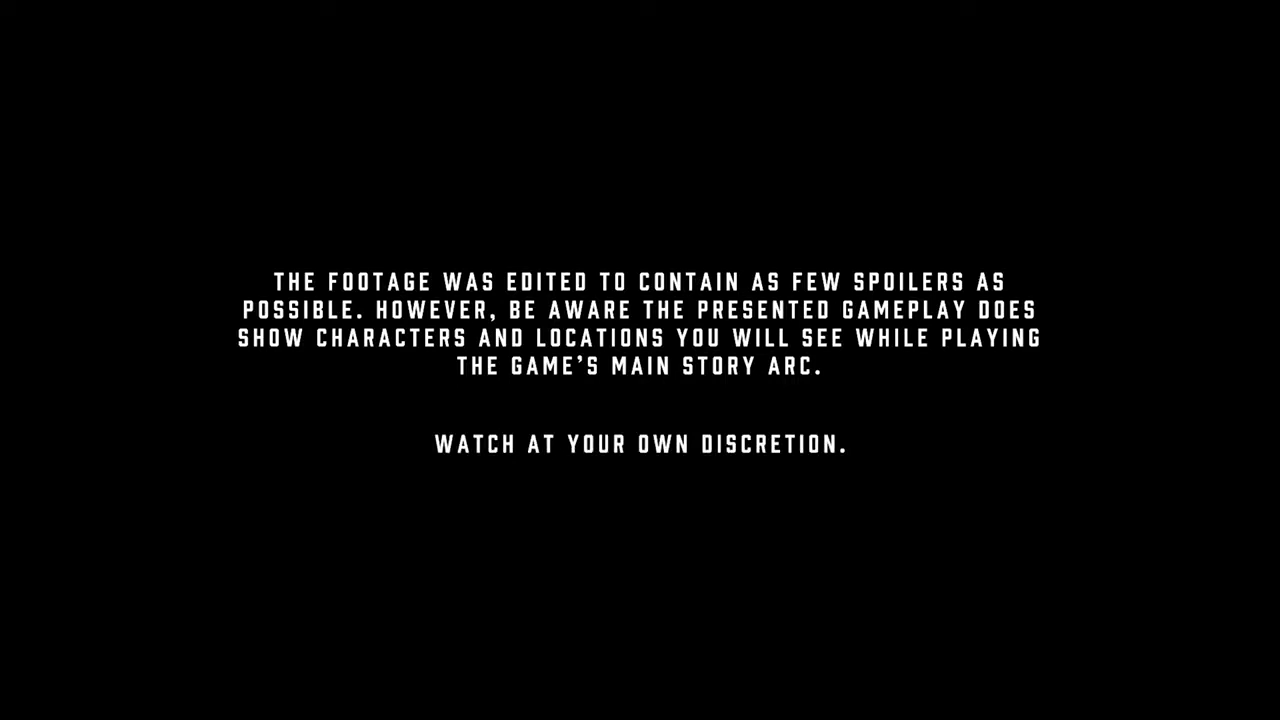 THE FOOTAGE WAS EDITED TO CONTAIN AS FEW SPOILERS AS
POSSIBLE. HOWEVER, BE AWARE THE PRESENTED GAMEPLAY DOES
SHOW CHARACTERS AND LOCATIONS YOU WILL SEE WHILE PLAYING
THE GAME’S MAIN STORY ARC.
WATCH AT YOUR OWN DISCRETION.